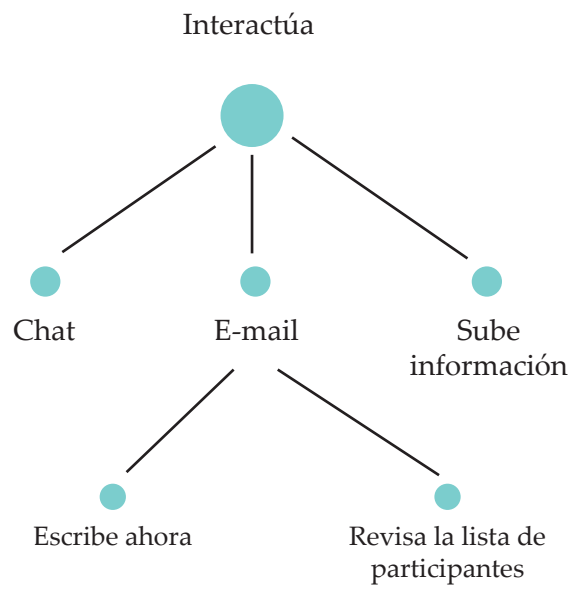 Interactúa
Chat
E-mail
Sube
información
Escribe ahora
Revisa la lista de
participantes